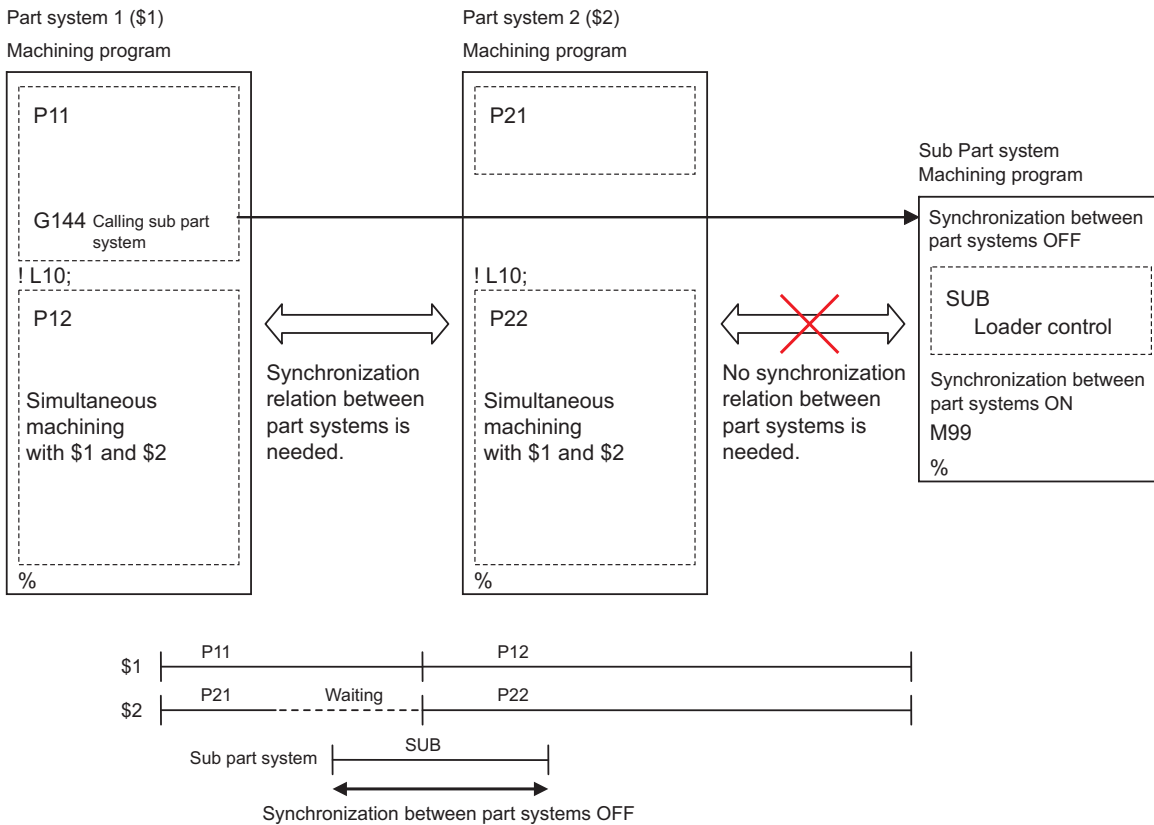 Part system 1 ($1)
Machining program
P11
G144 Calling sub part
system
! L10;
P12
Simultaneous
machining
with $1 and $2
%
Synchronization
relation between
part systems is
needed.
Part system 2 ($2)
Machining program
P21
! L10;
P22
Simultaneous
machining
with $1 and $2
%
No synchronization
relation between
part systems is
needed.
Sub Part system
Machining program
Synchronization between
part systems OFF
SUB
Loader control
Synchronization between
part systems ON
M99
%
$1 P11 P12
$2 P21 Waiting P22
Sub part system SUB
Synchronization between part systems OFF